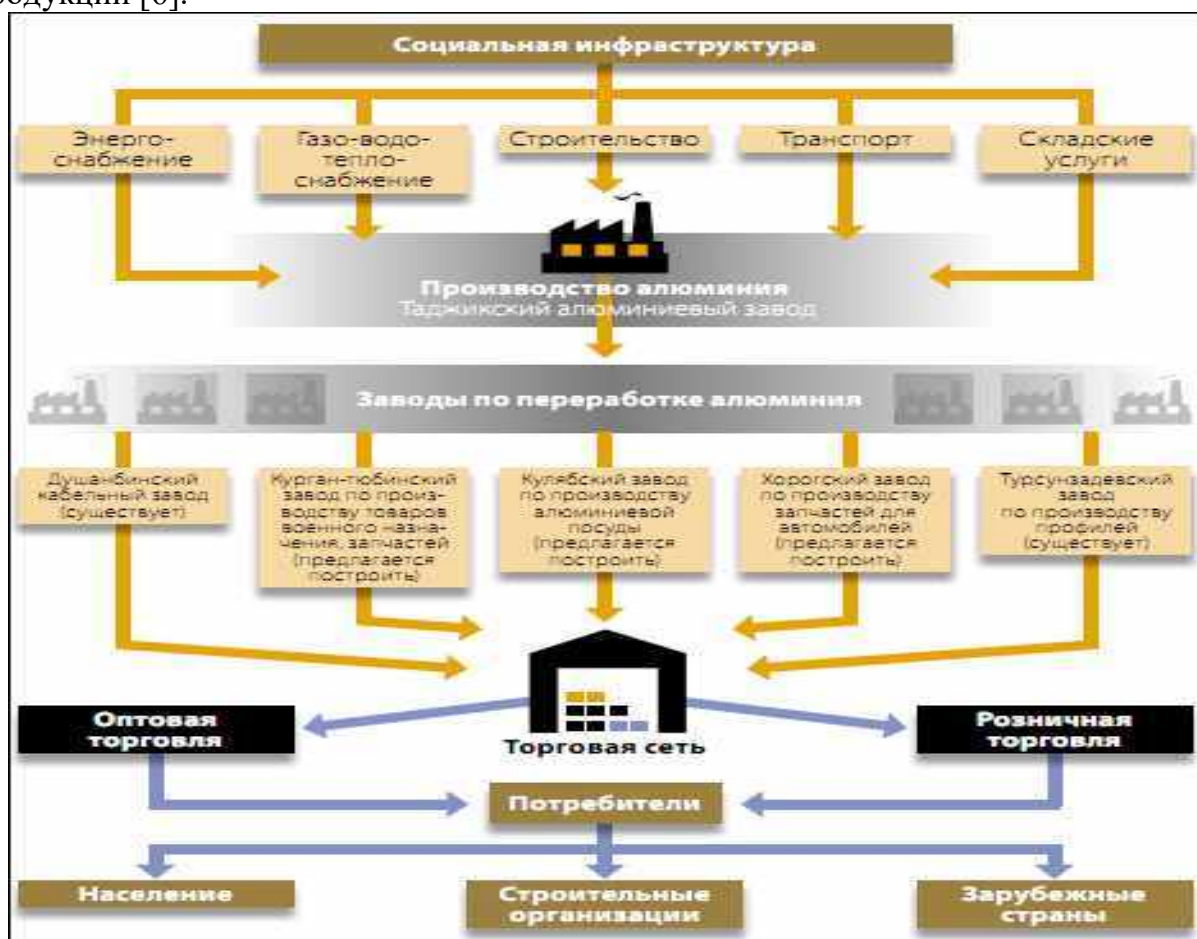 [6].
Социальная инфраструктура
Энерго-
снабжение
Газо-водо-
тепло-
снабжение
Строительство
Транспорт
Складские
услуги
Производство алюминия
Таджикский алюминиевый завод
Заводы по переработке алюминия
Душанбинский
кабельный завод
(существует)
Курган-тюбинский
завод по произ-
водству товаров
военного назна-
чения, запчастей
(предлагается
построить)
Кулябский завод
по производству
алюминиевой
посуды
(предлагается
построить)
Хорогский завод
по производству
запчастей для
автомобилей
(предлагается
построить)
Турсунзадевский
завод
по производству
профилей
(существует)
Оптовая
торговля
Торговая сеть
Розничная
торговля
Потребители
Население
Строительные
организации
Зарубежные
страны